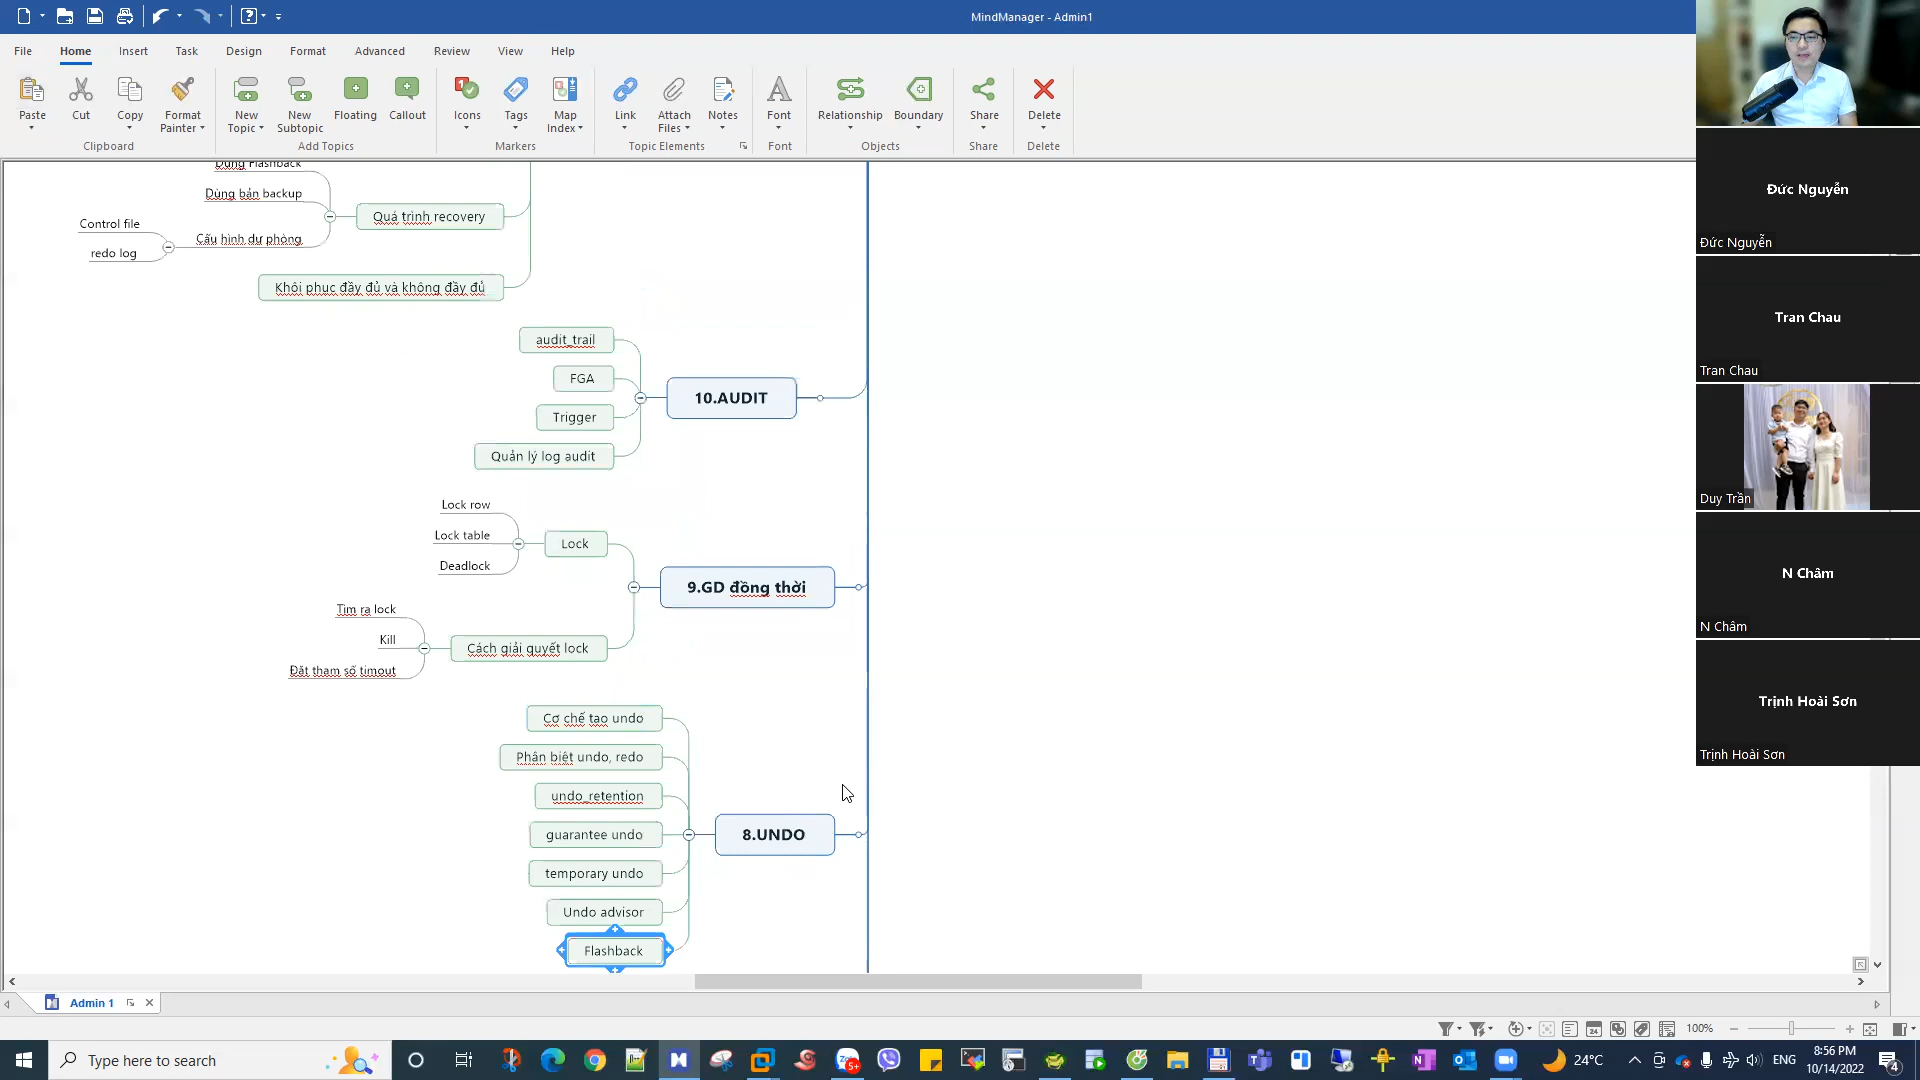 MindManager - Admin1
File Home Insert Task Design Format Advanced Review View Help
Paste Cut Copy Format Painter New Topic New Subtopic Floating Callout Icons Tags Map Index Link Attach Files Notes Font Relationship Boundary Share Delete
Clipboard Add Topics Markers Topic Elements Font Objects Share Delete
Dùng Flashback
Dùng bản backup
Quá trình recovery
Control file
Cấu hình dự phòng
redo log
Khôi phục đầy đủ và không đầy đủ
audit_trail
FGA
10.AUDIT
Trigger
Quản lý log audit
Lock row
Lock table
Lock
Deadlock
9.GD đồng thời
Tìm ra lock
Kill
Cách giải quyết lock
Đặt tham số timout
Cơ chế tạo undo
Phân biệt undo, redo
undo_retention
guarantee undo
8.UNDO
temporary undo
Undo advisor
Flashback
Đức Nguyễn
Đức Nguyễn
Tran Chau
Tran Chau
Duy Trần
N Châm
N Châm
Trịnh Hoài Sơn
Trịnh Hoài Sơn
Admin 1
100%
Type here to search
24°C
ENG
8:56 PM
10/14/2022
4